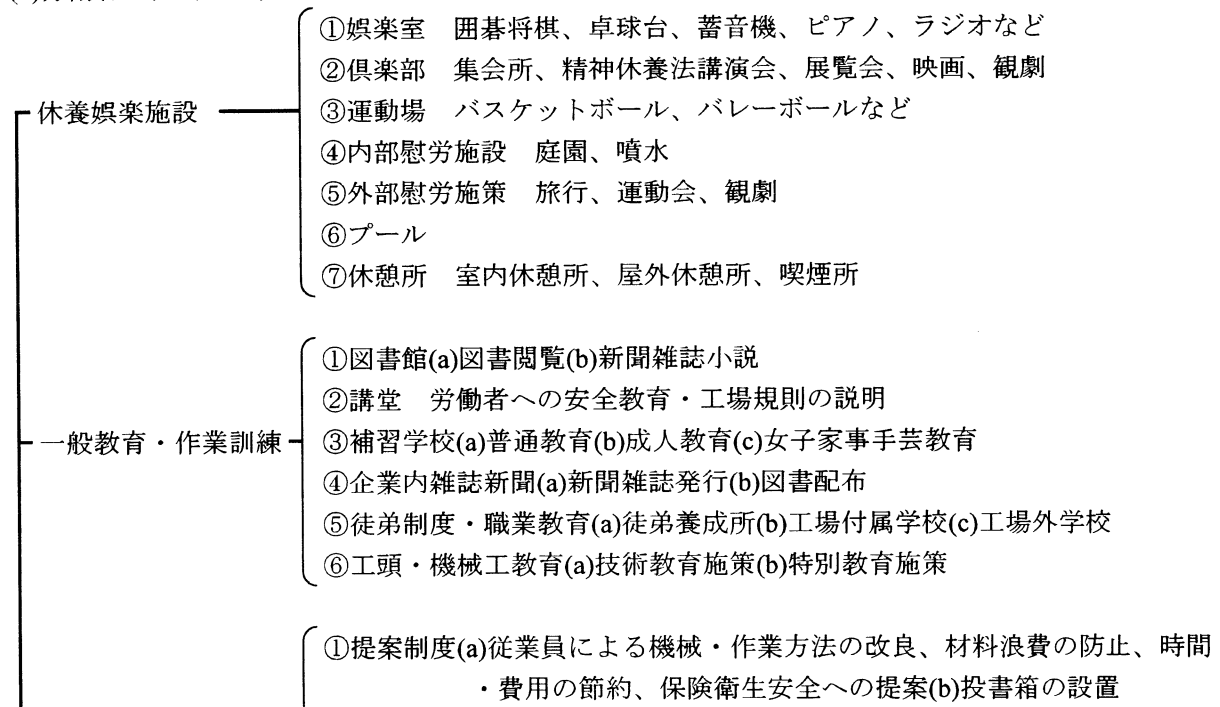 ①娯楽室　囲碁将棋、卓球台、蓄音機、ピアノ、ラジオなど
②倶楽部　集会所、精神休養法講演会、展覧会、映画、観劇
休養娯楽施設
③運動場　バスケットボール、バレーボールなど
④内部慰労施設　庭園、噴水
⑤外部慰労施策　旅行、運動会、観劇
⑥プール
⑦休憩所　室内休憩所、屋外休憩所、喫煙所
①図書館(a)図書閲覧(b)新聞雑誌小説
②講堂　労働者への安全教育・工場規則の説明
一般教育・作業訓練
③補習学校(a)普通教育(b)成人教育(c)女子家事手芸教育
④企業内雑誌新聞(a)新聞雑誌発行(b)図書配布
⑤徒弟制度・職業教育(a)徒弟養成所(b)工場付属学校(c)工場外学校
⑥工頭・機械工教育(a)技術教育施策(b)特別教育施策
①提案制度(a)従業員による機械・作業方法の改良、材料浪費の防止、時間
・費用の節約、保険衛生安全への提案(b)投書箱の設置